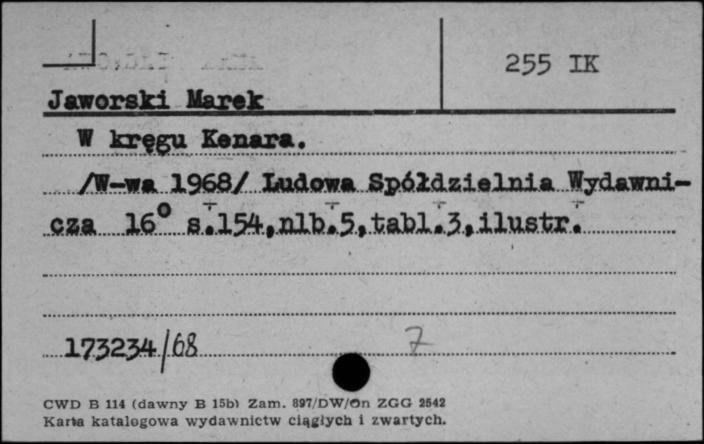 255 IK
Jaworski Marek
W kręgu Kenara.
/W-wa 1968/ Ludowa Spółdzielnia Wydawni-
cza 16° s.154,nlb.5,tabl.3,ilustr.
173234/68 7
CWD B 114 (dawny B 15b) Zam. 897/DW/On ZGG 2542
Karta katalogowa wydawnictw ciągłych i zwartych.